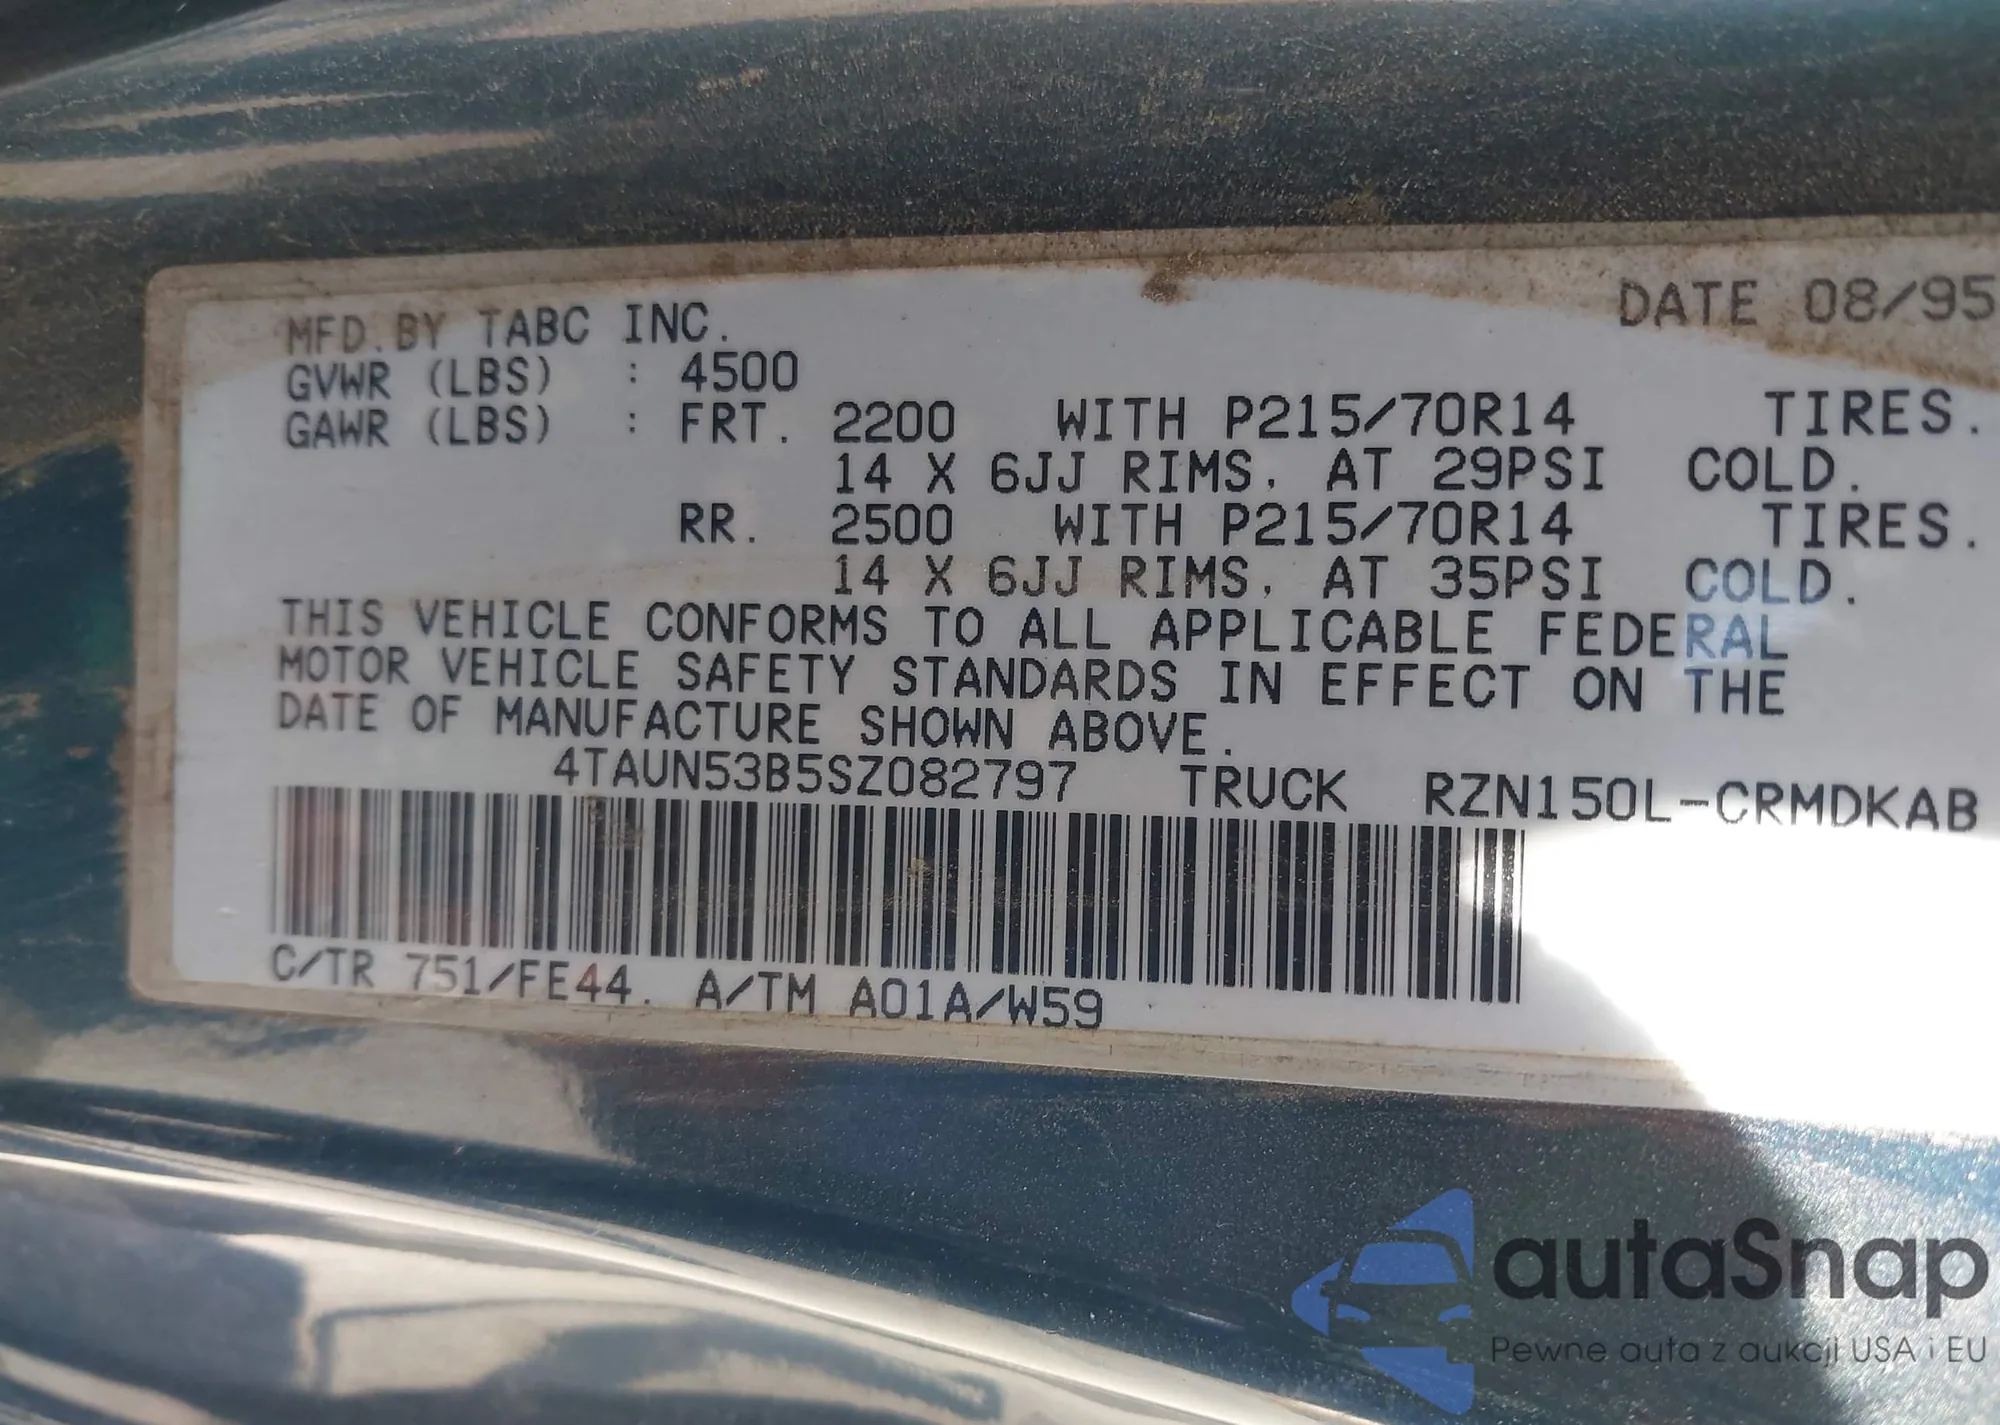 MFD.BY TABC INC. DATE 08/95
GVWR (LBS) : 4500
GAWR (LBS) : FRT. 2200 WITH P215/70R14 TIRES.
14 X 6JJ RIMS, AT 29PSI COLD.
RR. 2500 WITH P215/70R14 TIRES.
14 X 6JJ RIMS, AT 35PSI COLD.
THIS VEHICLE CONFORMS TO ALL APPLICABLE FEDERAL
MOTOR VEHICLE SAFETY STANDARDS IN EFFECT ON THE
DATE OF MANUFACTURE SHOWN ABOVE.
4TAUN53B5SZ082797 TRUCK RZN150L-CRMDKAB
C/TR 751/FE44. A/TM A01A/W59
autaSnap
Pewne auta z aukcji USA i EU